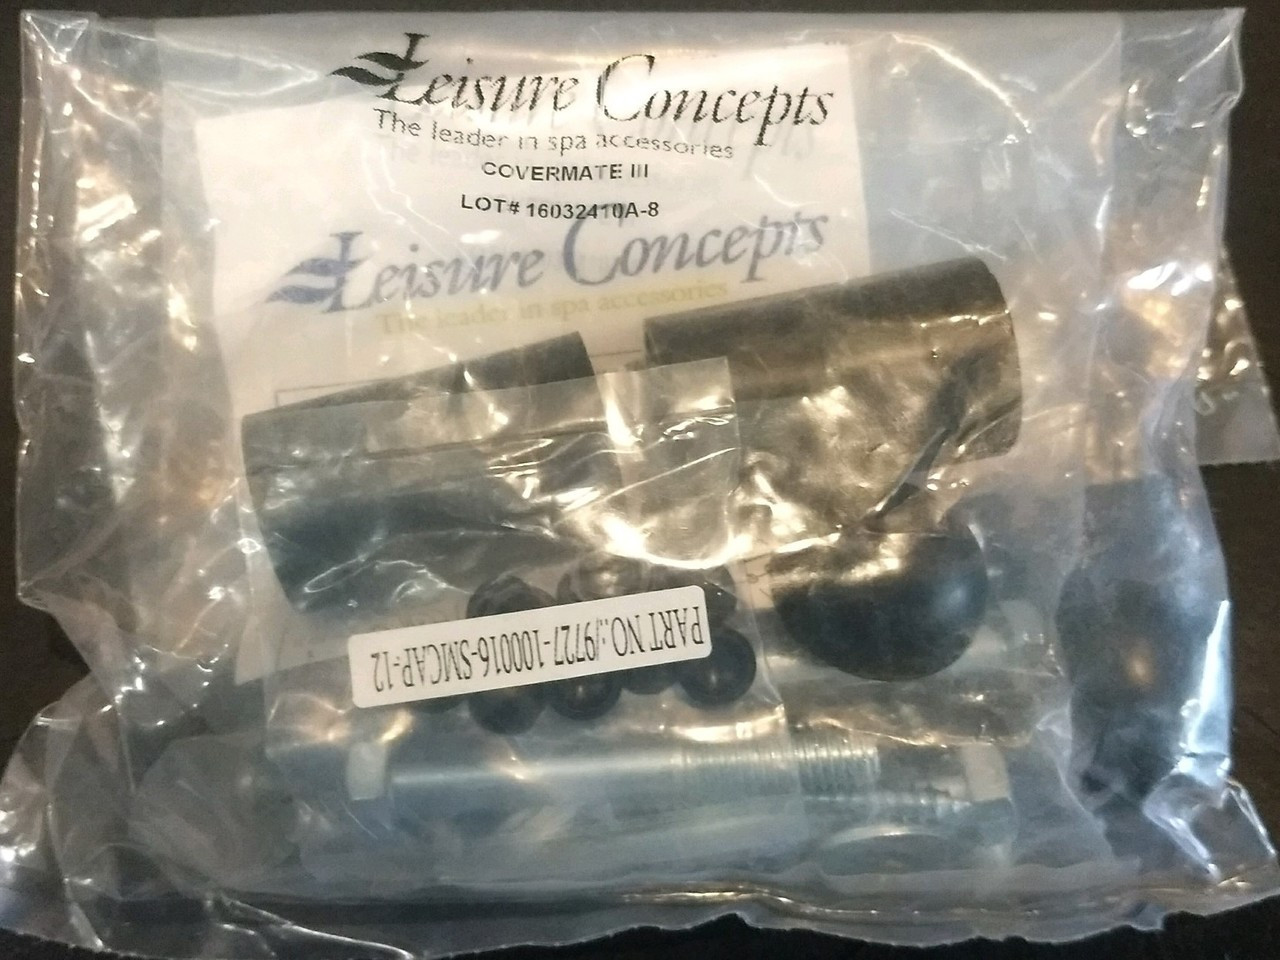 Leisure Concepts
The leader in spa accessories
COVERMATE III
LOT# 16032410A-8
Leisure Concepts
The leader in spa accessories
PART NO.:J9727-100016-SMCAP-12